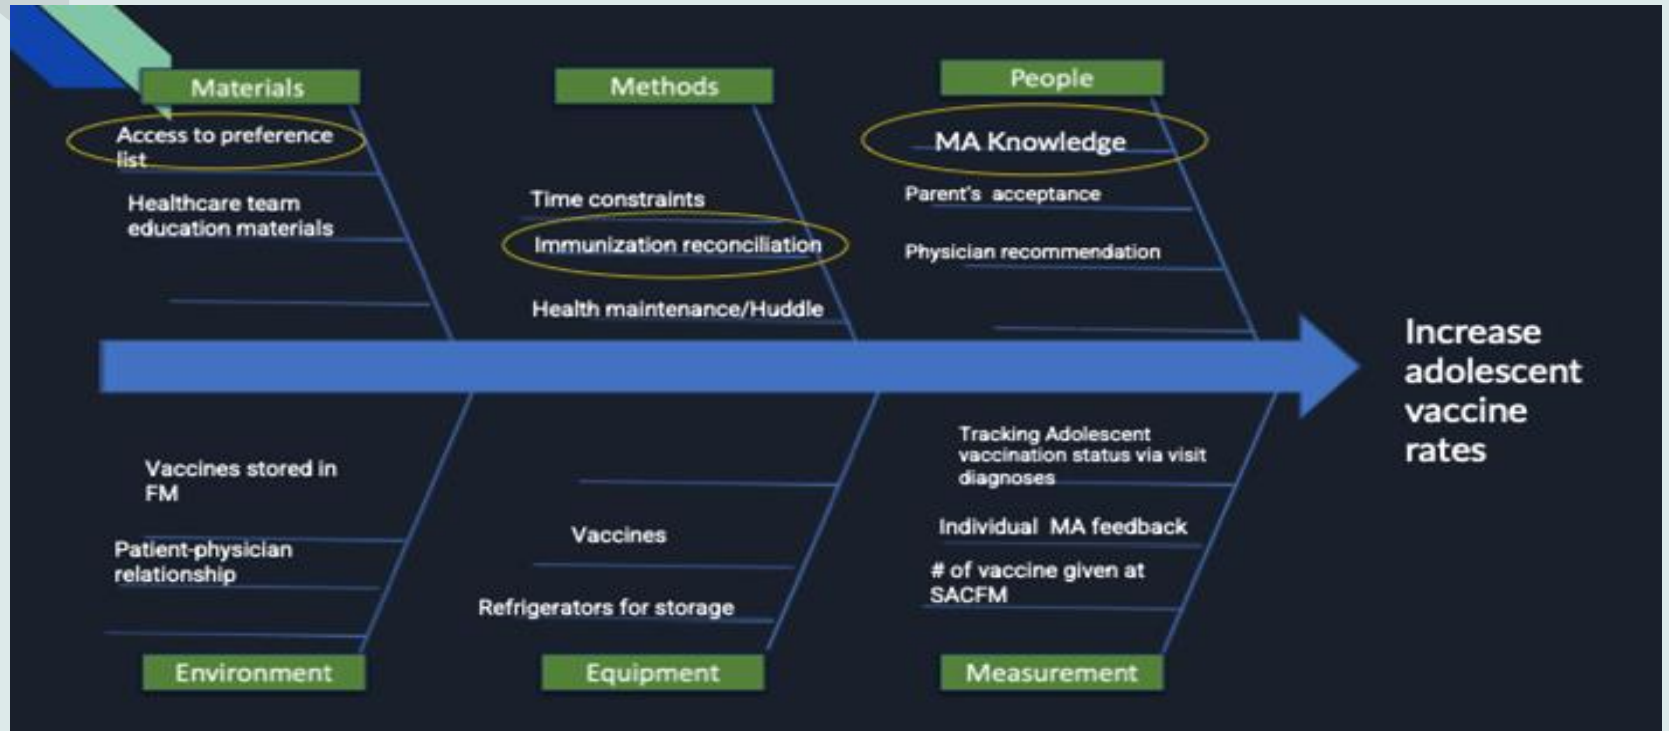 Materials
Access to preference
list
Healthcare team
education materials
Methods
Time constraints
Immunization reconciliation
Health maintenance/Huddle
People
MA Knowledge
Parent's acceptance
Physician recommendation
Increase
adolescent
vaccine
rates
Vaccines stored in
FM
Patient-physician
relationship
Environment
Vaccines
Refrigerators for storage
Equipment
Tracking Adolescent
vaccination status via visit
diagnoses
Individual MA feedback
# of vaccine given at
SACFM
Measurement